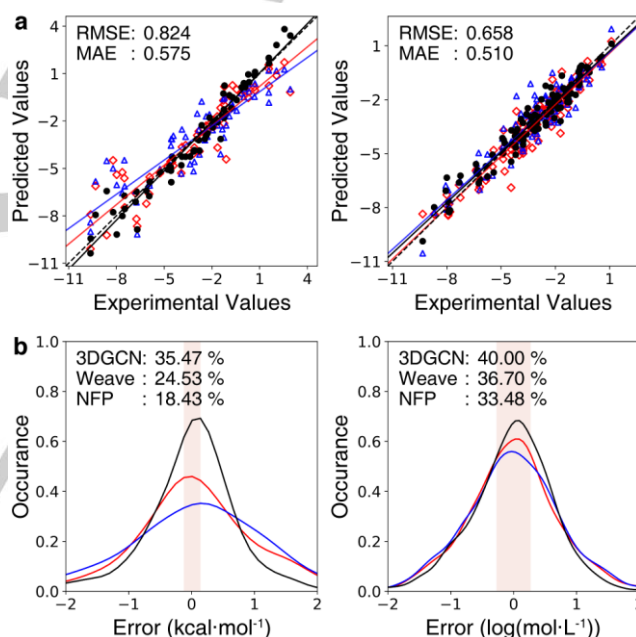 a
RMSE: 0.824
MAE : 0.575
Predicted Values
4
1
−2
−5
−8
−11
−11 −8 −5 −2 1 4
Experimental Values
RMSE: 0.658
MAE : 0.510
Predicted Values
1
−2
−5
−8
−11
−11 −8 −5 −2 1
Experimental Values
b
3DGCN: 35.47 %
Weave : 24.53 %
NFP : 18.43 %
Occurance
1.0
0.8
0.6
0.4
0.2
0.0
−2 −1 0 1 2
Error (kcal·mol⁻¹)
3DGCN: 40.00 %
Weave : 36.70 %
NFP : 33.48 %
Occurance
1.0
0.8
0.6
0.4
0.2
0.0
−2 −1 0 1 2
Error (log(mol·L⁻¹))